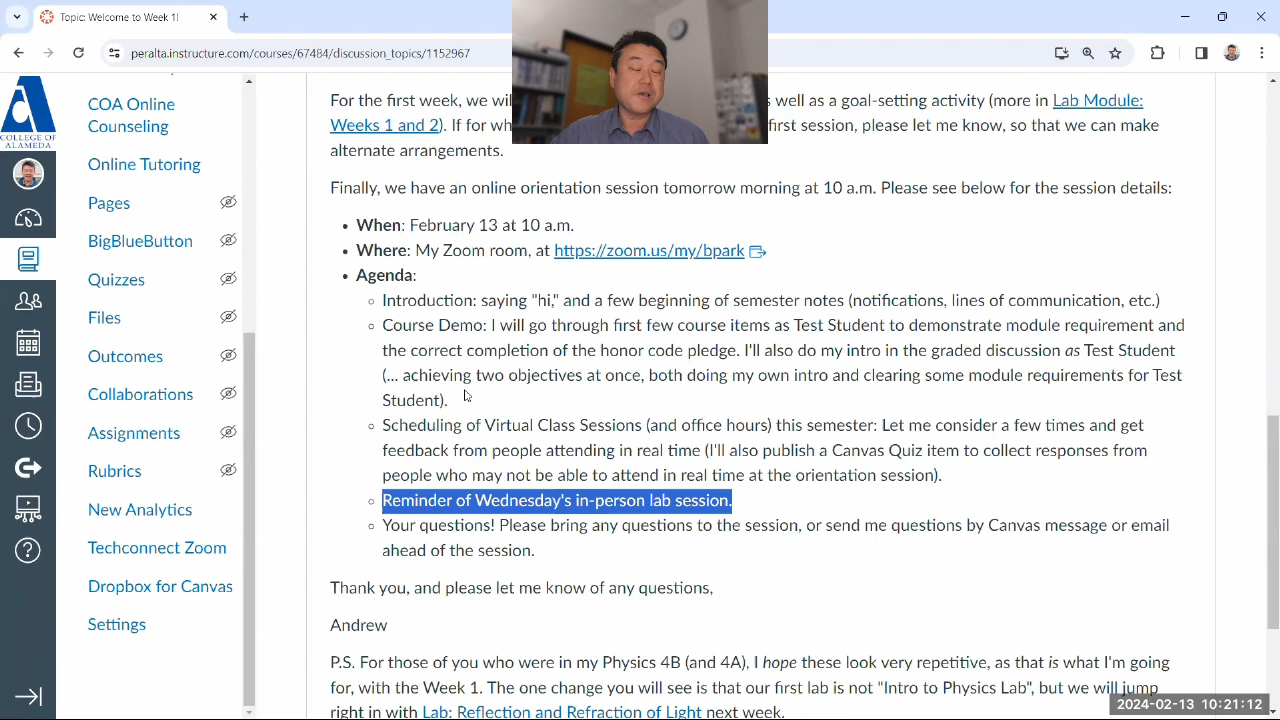 Topic: Welcome to Week 1!
peralta.instructure.com/courses/67484/discussion_topics/1152967
COLLEGE OF
ALAMEDA
COA Online
Counseling
Online Tutoring
Pages
BigBlueButton
Quizzes
Files
Outcomes
Collaborations
Assignments
Rubrics
New Analytics
Techconnect Zoom
Dropbox for Canvas
Settings
For the first week, we wil
s well as a goal-setting activity (more in Lab Module:
Weeks 1 and 2). If for wh
first session, please let me know, so that we can make
alternate arrangements.
Finally, we have an online orientation session tomorrow morning at 10 a.m. Please see below for the session details:
• When: February 13 at 10 a.m.
• Where: My Zoom room, at https://zoom.us/my/bpark
• Agenda:
Introduction: saying "hi," and a few beginning of semester notes (notifications, lines of communication, etc.)
Course Demo: I will go through first few course items as Test Student to demonstrate module requirement and
the correct completion of the honor code pledge. I'll also do my intro in the graded discussion as Test Student
(... achieving two objectives at once, both doing my own intro and clearing some module requirements for Test
Student).
Scheduling of Virtual Class Sessions (and office hours) this semester: Let me consider a few times and get
feedback from people attending in real time (I'll also publish a Canvas Quiz item to collect responses from
people who may not be able to attend in real time at the orientation session).
Reminder of Wednesday's in-person lab session.
Your questions! Please bring any questions to the session, or send me questions by Canvas message or email
ahead of the session.
Thank you, and please let me know of any questions,
Andrew
P.S. For those of you who were in my Physics 4B (and 4A), I hope these look very repetitive, as that is what I'm going
for, with the Week 1. The one change you will see is that our first lab is not "Intro to Physics Lab", but we will jump
right in with Lab: Reflection and Refraction of Light next week.
2024-02-13 10:21:12